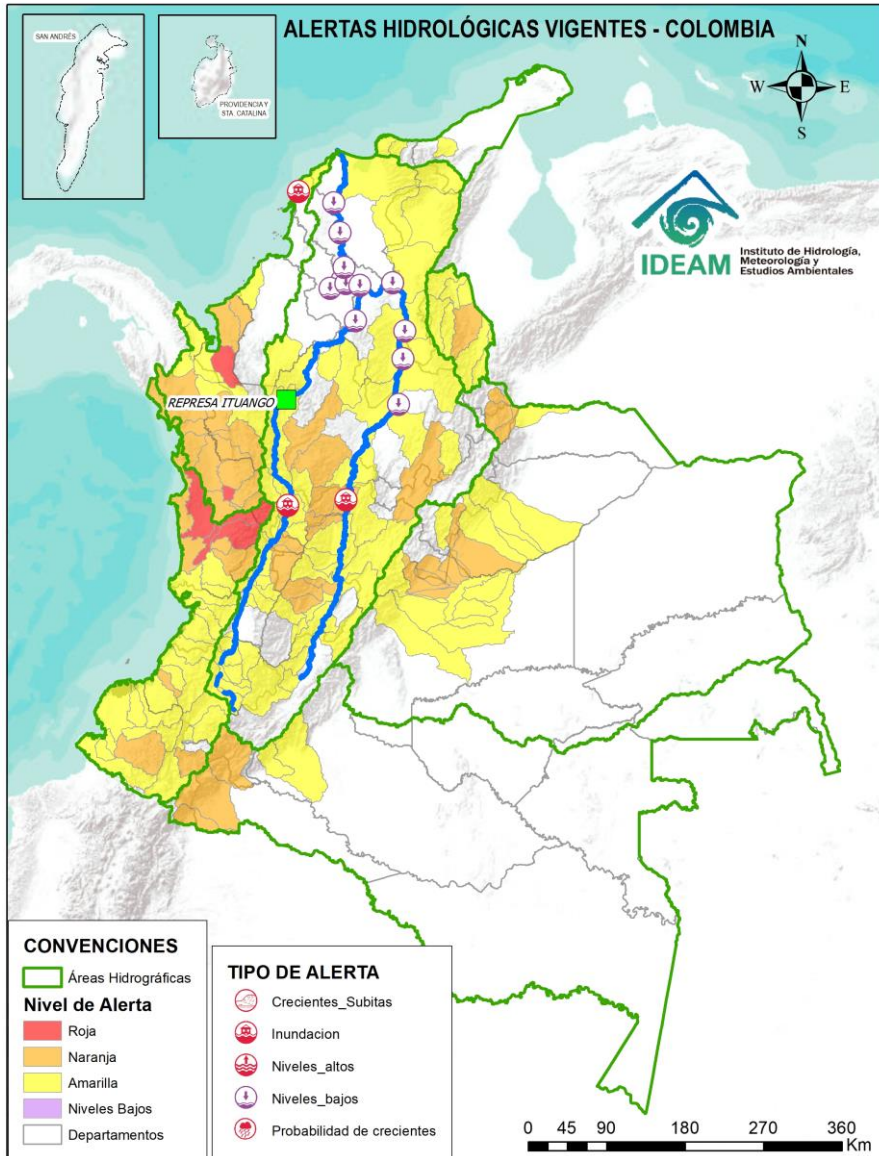 ALERTAS HIDROLÓGICAS VIGENTES - COLOMBIA
SAN ANDRÉS
PROVIDENCIA Y
STA. CATALINA
N
W
E
S
IDEAM
Instituto de Hidrología,
Meteorología y
Estudios Ambientales
REPRESA ITUANGO
CONVENCIONES
Áreas Hidrográficas
Nivel de Alerta
Roja
Naranja
Amarilla
Niveles Bajos
Departamentos
TIPO DE ALERTA
Crecientes_Subitas
Inundacion
Niveles_altos
Niveles_bajos
Probabilidad de crecientes
0 45 90 180 270 360
Km